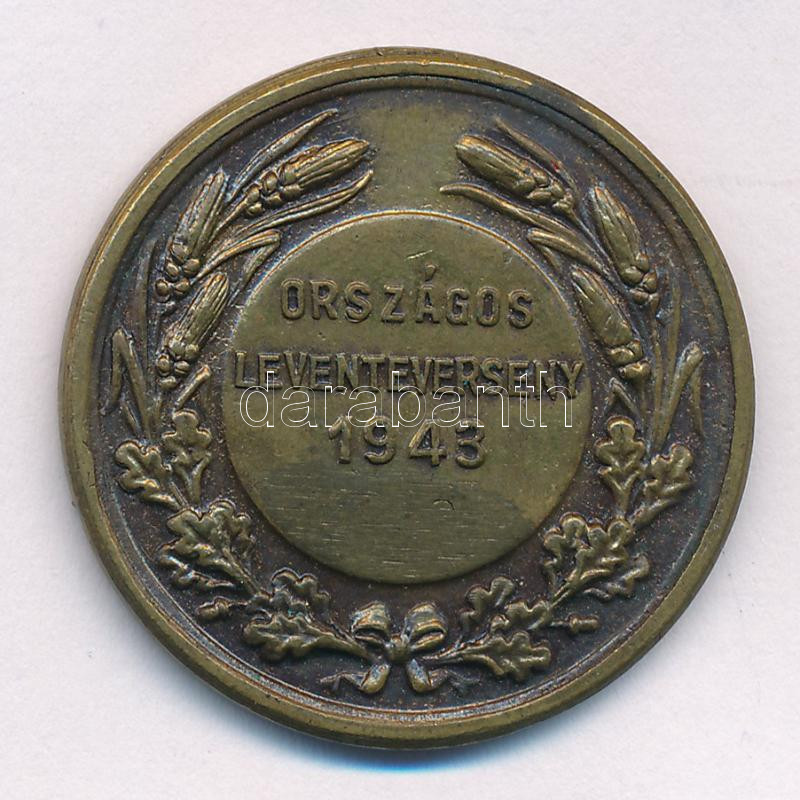 ORSZÁGOS
LEVENTEVERSENY
darabanth
1943